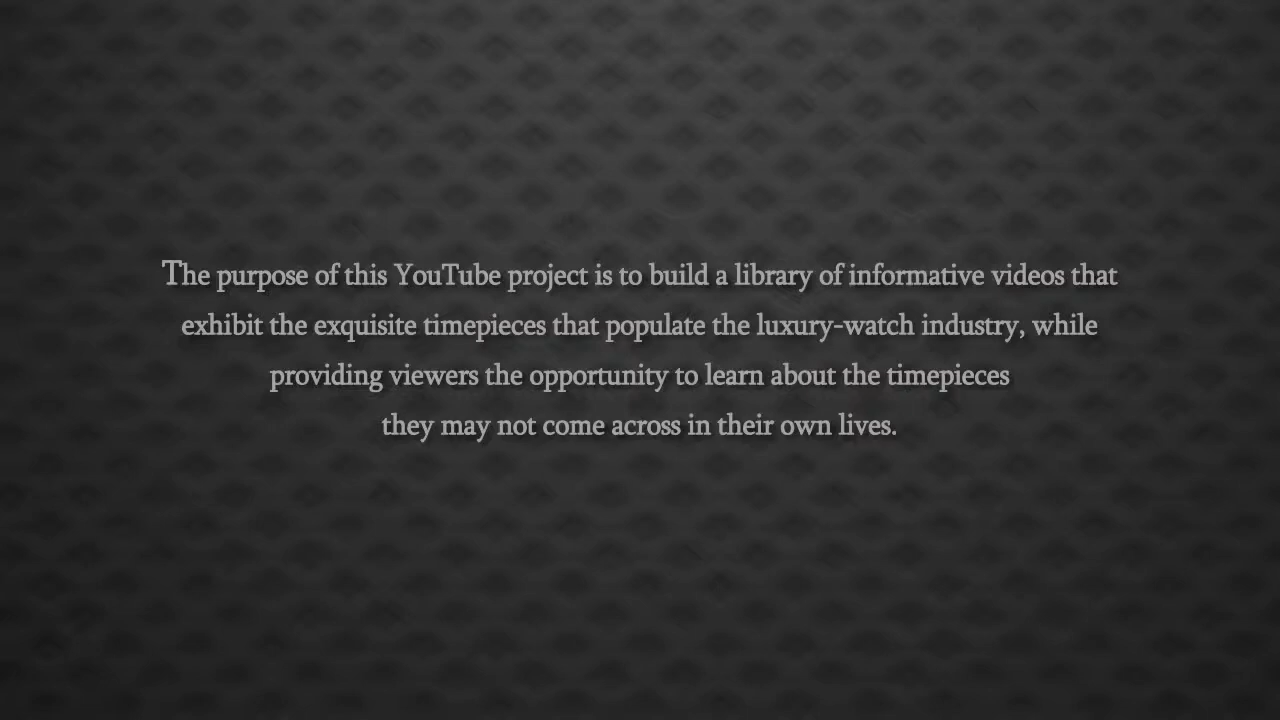 The purpose of this YouTube project is to build a library of informative videos that
exhibit the exquisite timepieces that populate the luxury-watch industry, while
providing viewers the opportunity to learn about the timepieces
they may not come across in their own lives.